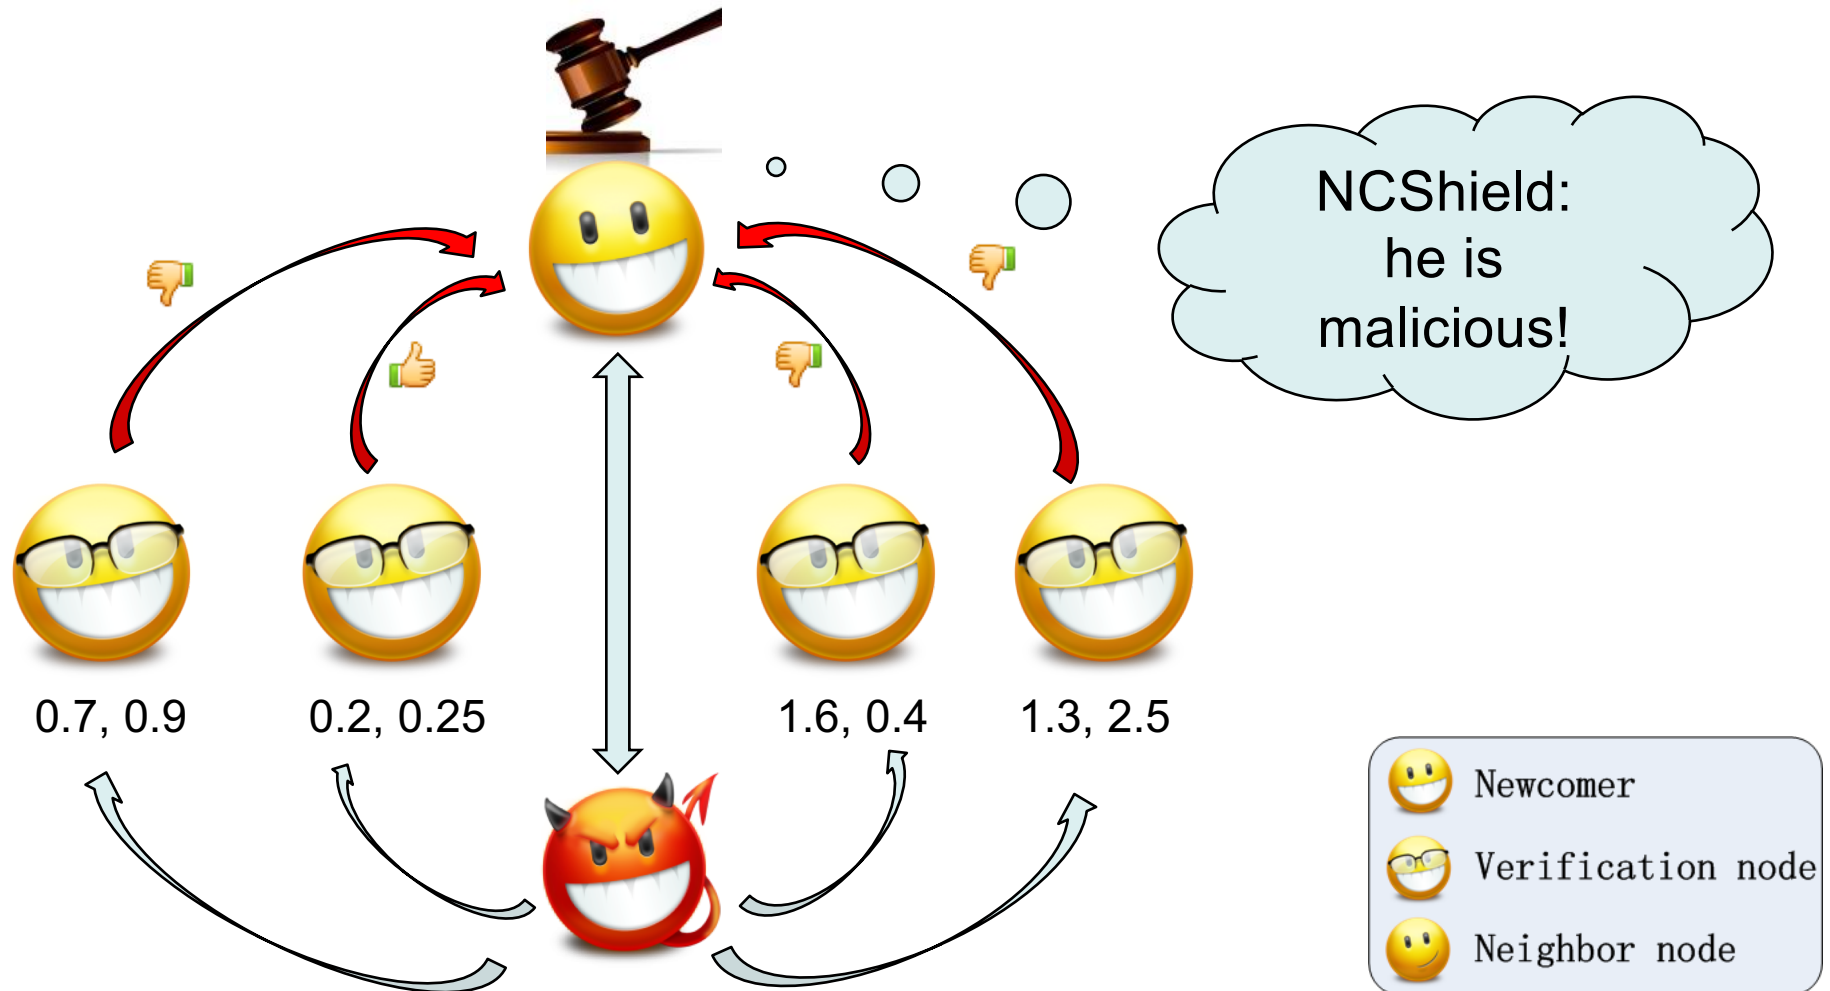 NCShield:
he is
malicious!
0.7, 0.9
0.2, 0.25
1.6, 0.4
1.3, 2.5
Newcomer
Verification node
Neighbor node